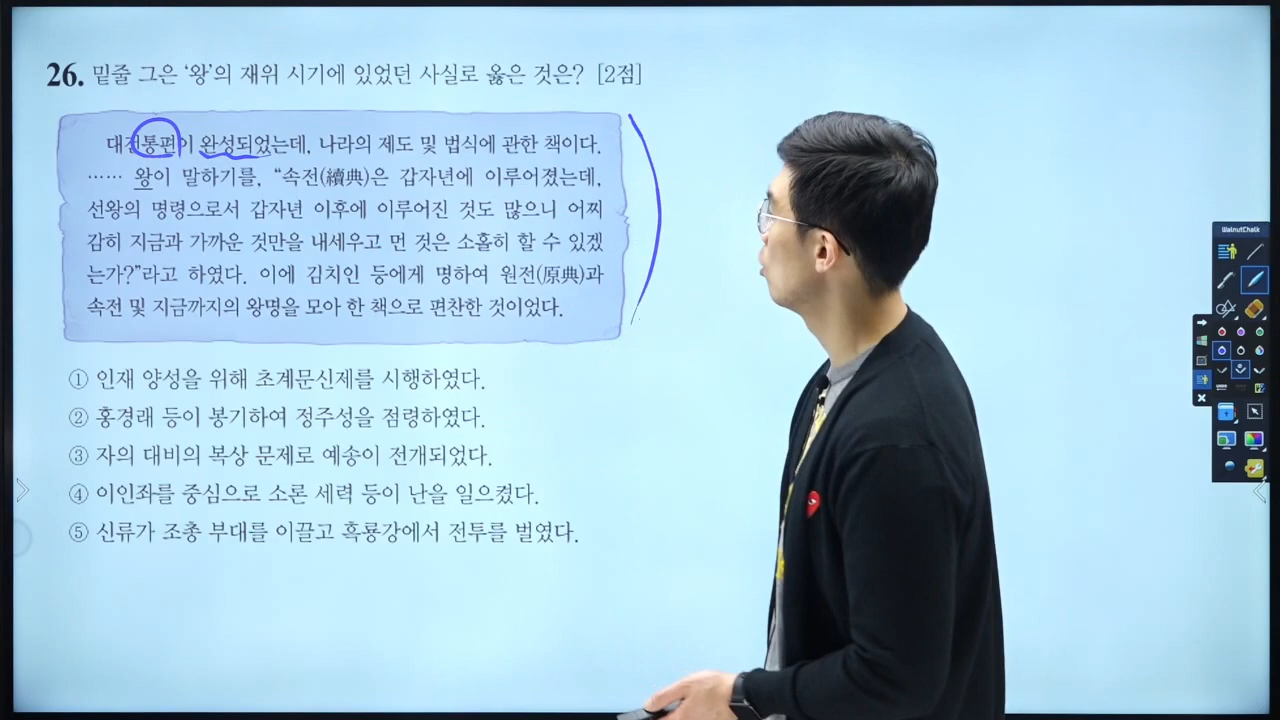 26. 밑줄 그은 ‘왕’의 재위 시기에 있었던 사실로 옳은 것은? [2점]
대전통편이 완성되었는데, 나라의 제도 및 법식에 관한 책이다.
…… 왕이 말하기를, “속전(續典)은 갑자년에 이루어졌는데,
선왕의 명령으로서 갑자년 이후에 이루어진 것도 많으니 어찌
감히 지금과 가까운 것만을 내세우고 먼 것은 소홀히 할 수 있겠
는가?”라고 하였다. 이에 김치인 등에게 명하여 원전(原典)과
속전 및 지금까지의 왕명을 모아 한 책으로 편찬한 것이었다.
① 인재 양성을 위해 초계문신제를 시행하였다.
② 홍경래 등이 봉기하여 정주성을 점령하였다.
③ 자의 대비의 복상 문제로 예송이 전개되었다.
④ 이인좌를 중심으로 소론 세력 등이 난을 일으켰다.
⑤ 신류가 조총 부대를 이끌고 흑룡강에서 전투를 벌였다.
WalnutChalk